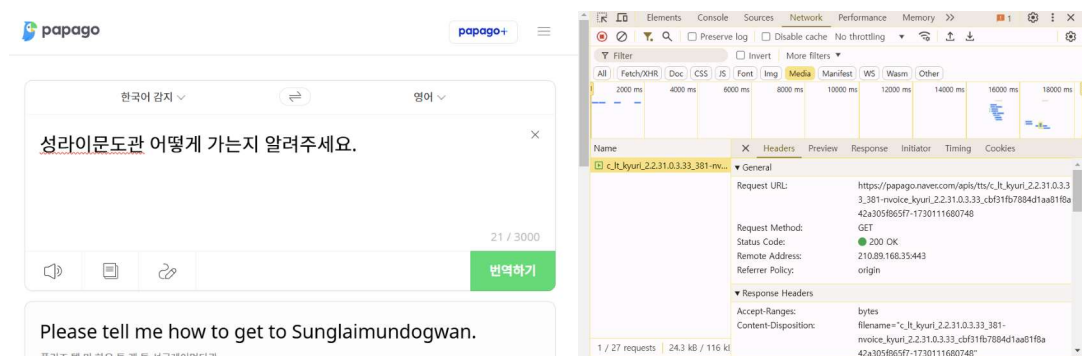 papago
papago+
한국어 감지
영어
성라이문도관 어떻게 가는지 알려주세요.
21 / 3000
번역하기
Please tell me how to get to Sunglaimundogwan.
Elements Console Sources Network Performance Memory 1
Preserve log Disable cache No throttling
Filter Invert More filters
All Fetch/XHR Doc CSS JS Font Img Media Manifest WS Wasm Other
2000 ms 4000 ms 6000 ms 8000 ms 10000 ms 12000 ms 14000 ms 16000 ms 18000 ms
Name Headers Preview Response Initiator Timing Cookies
c_lt_kyuri_2.2.31.0.3.33_381-nv...
General
Request URL: https://papago.naver.com/apis/tts/c_lt_kyuri_2.2.31.0.3.3
3_381-nvoice_kyuri_2.2.31.0.3.33_cbf31fb7884d1aa81f8a
42a305f865f7-1730111680748
Request Method: GET
Status Code: 200 OK
Remote Address: 210.89.168.35:443
Referrer Policy: origin
Response Headers
Accept-Ranges: bytes
Content-Disposition: filename="c_lt_kyuri_2.2.31.0.3.33_381-
nvoice_kyuri_2.2.31.0.3.33_cbf31fb7884d1aa81f8a
42a305f865f7-1730111680748"
1 / 27 requests 24.3 kB / 116 k